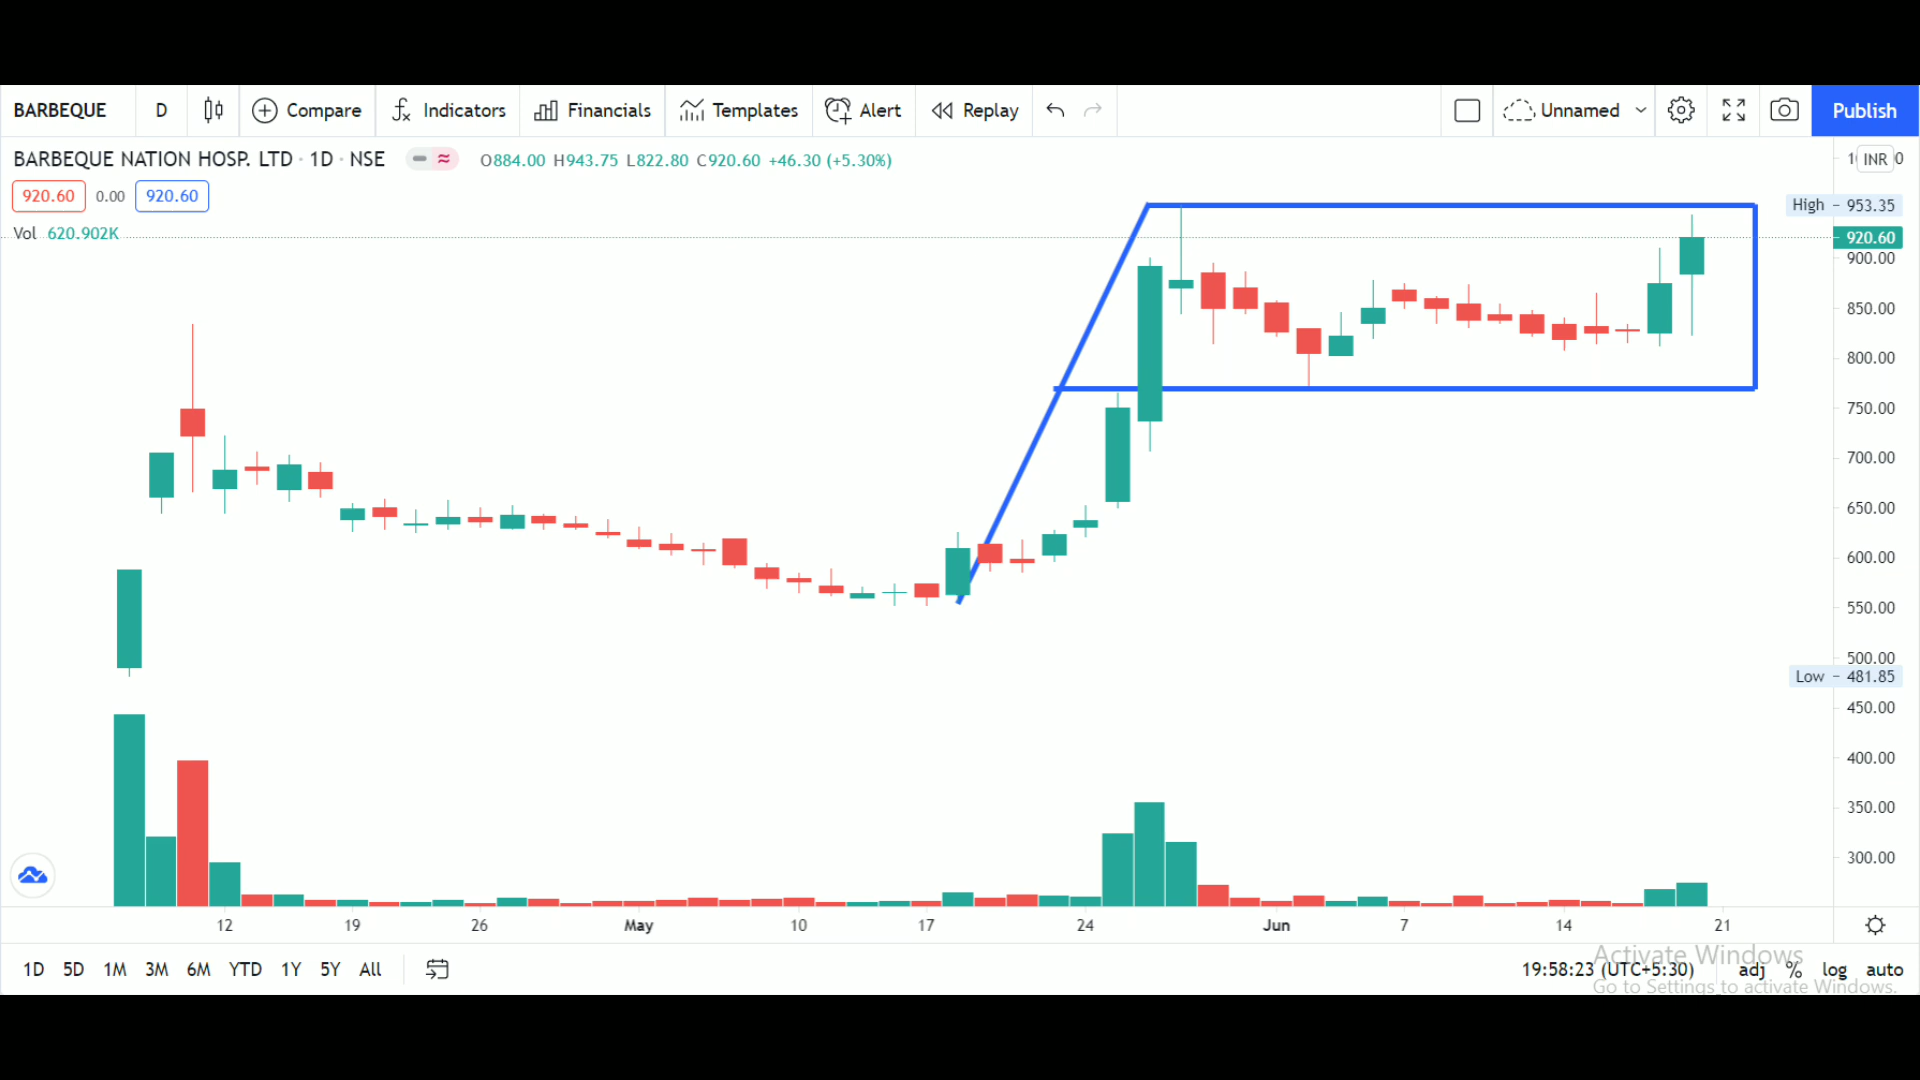 BARBEQUE D Compare Indicators Financials Templates Alert Replay Unnamed Publish
BARBEQUE NATION HOSP. LTD · 1D · NSE O884.00 H943.75 L822.80 C920.60 +46.30 (+5.30%)
INR
920.60 0.00 920.60
Vol 620.902K
High 953.35
920.60
900.00
850.00
800.00
750.00
700.00
650.00
600.00
550.00
500.00
Low 481.85
450.00
400.00
350.00
300.00
12 19 26 May 10 17 24 Jun 7 14 21
1D 5D 1M 3M 6M YTD 1Y 5Y All 19:58:23 (UTC+5:30) adj % log auto
Activate Windows
Go to Settings to activate Windows.